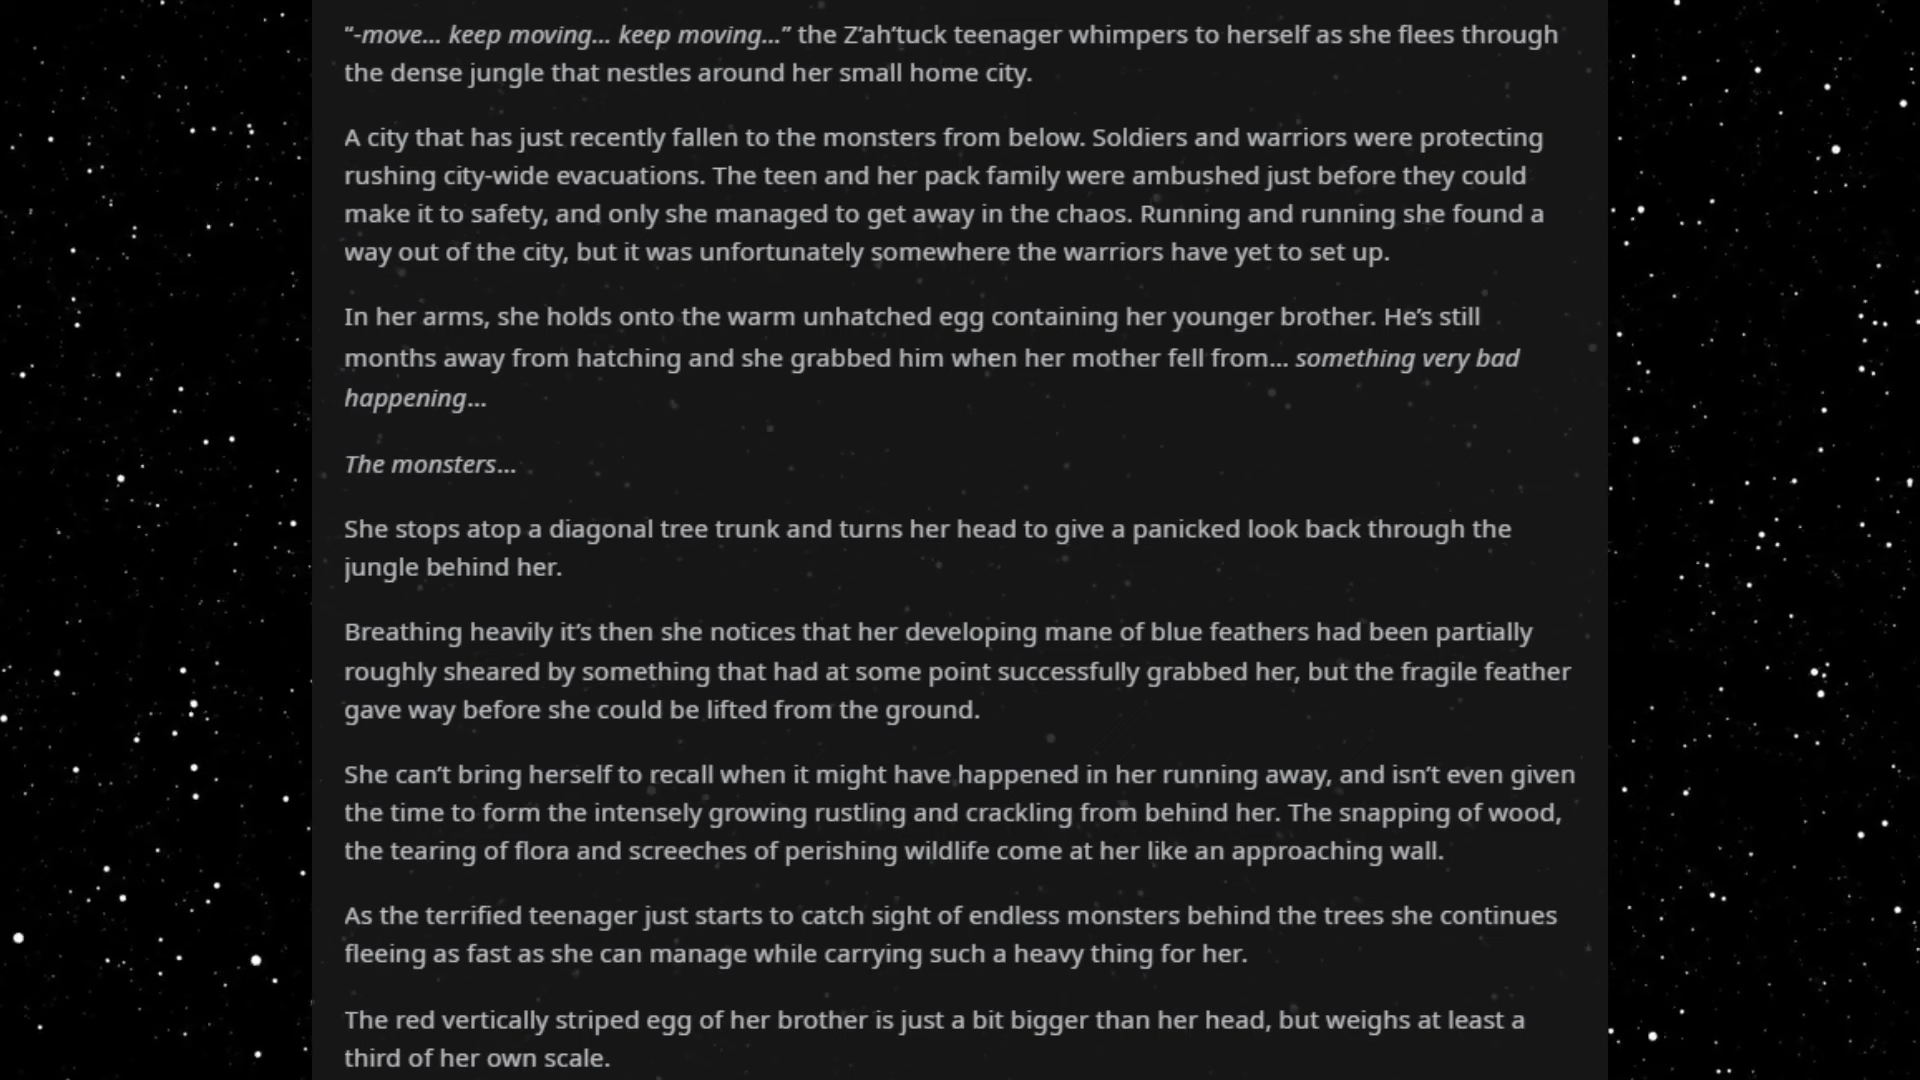 “-move... keep moving... keep moving...” the Z’ah’tuck teenager whimpers to herself as she flees through
the dense jungle that nestles around her small home city.
A city that has just recently fallen to the monsters from below. Soldiers and warriors were protecting
rushing city-wide evacuations. The teen and her pack family were ambushed just before they could
make it to safety, and only she managed to get away in the chaos. Running and running she found a
way out of the city, but it was unfortunately somewhere the warriors have yet to set up.
In her arms, she holds onto the warm unhatched egg containing her younger brother. He’s still
months away from hatching and she grabbed him when her mother fell from... something very bad
happening...
The monsters...
She stops atop a diagonal tree trunk and turns her head to give a panicked look back through the
jungle behind her.
Breathing heavily it’s then she notices that her developing mane of blue feathers had been partially
roughly sheared by something that had at some point successfully grabbed her, but the fragile feather
gave way before she could be lifted from the ground.
She can’t bring herself to recall when it might have happened in her running away, and isn’t even given
the time to form the intensely growing rustling and crackling from behind her. The snapping of wood,
the tearing of flora and screeches of perishing wildlife come at her like an approaching wall.
As the terrified teenager just starts to catch sight of endless monsters behind the trees she continues
fleeing as fast as she can manage while carrying such a heavy thing for her.
The red vertically striped egg of her brother is just a bit bigger than her head, but weighs at least a
third of her own scale.